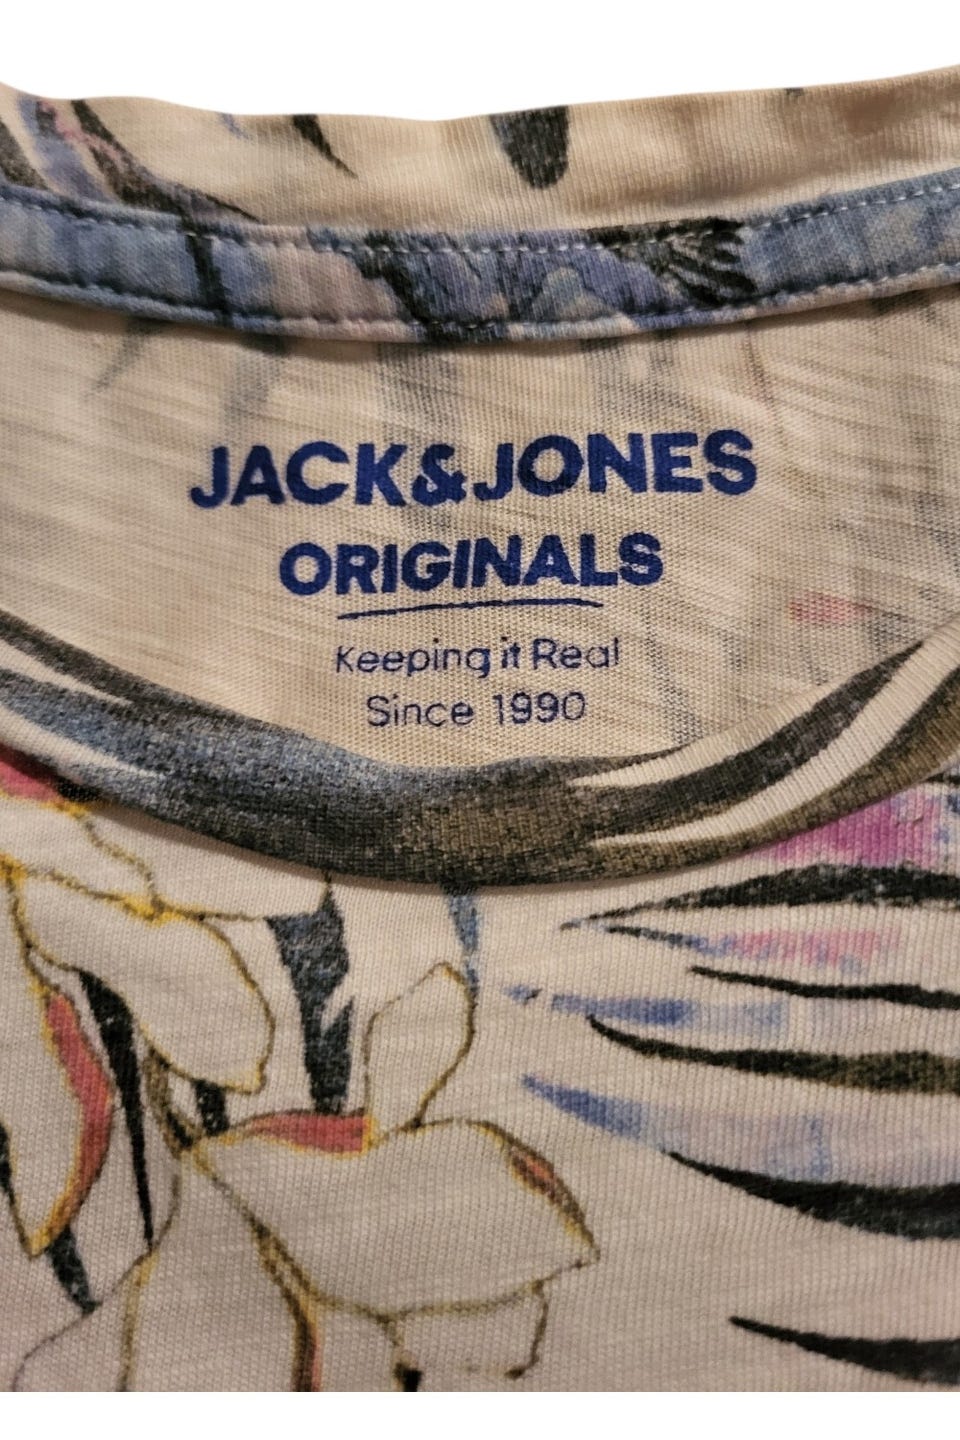 JACK&JONES
ORIGINALS
Keeping it Real
Since 1990